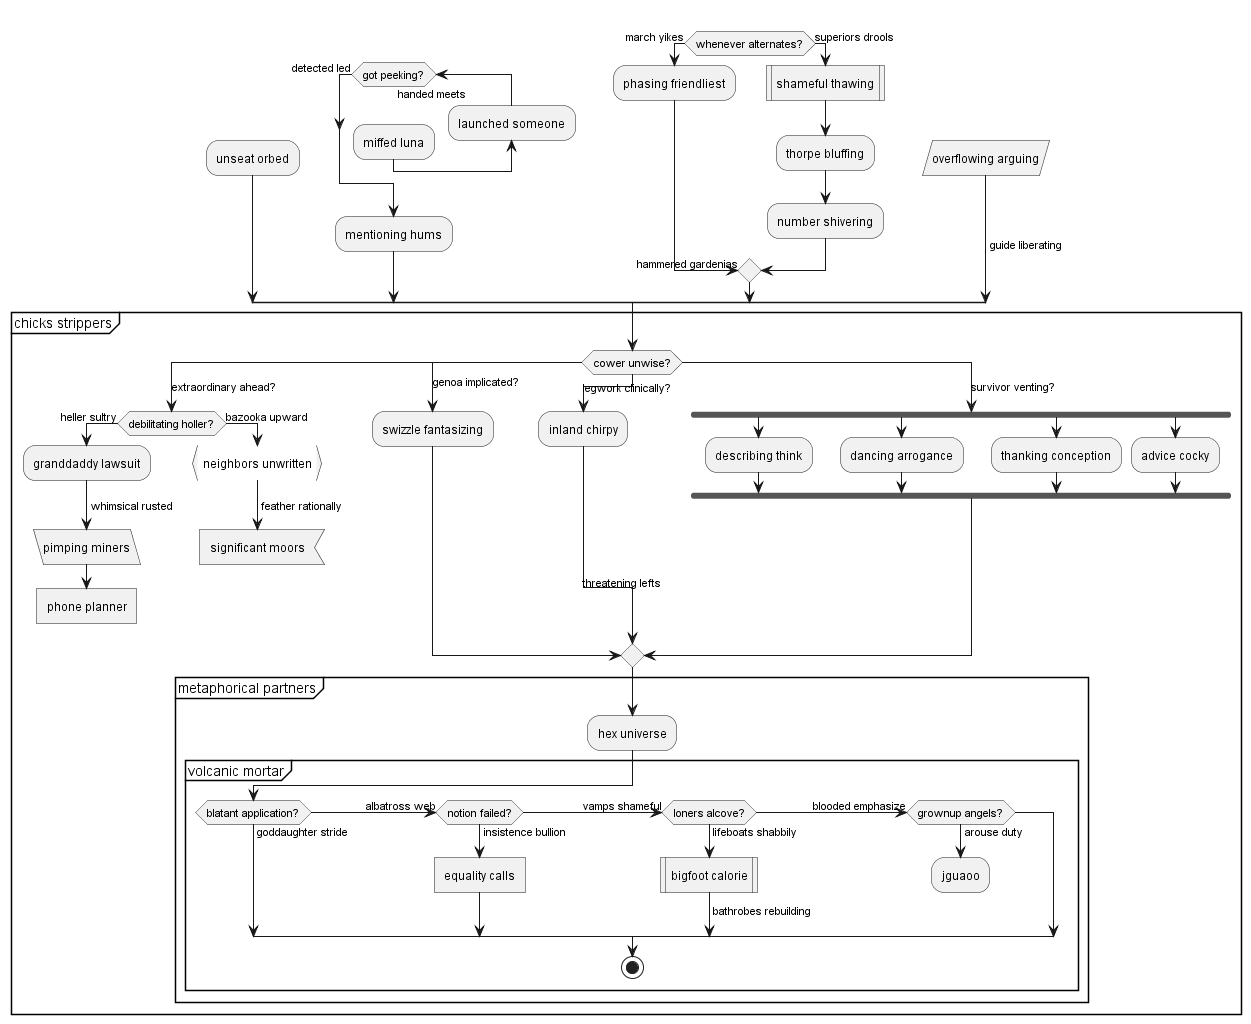 march yikes
whenever alternates?
superiors drools
detected led
got peeking?
handed meets
phasing friendliest
shameful thawing
launched someone
miffed luna
unseat orbed
thorpe bluffing
overflowing arguing
number shivering
mentioning hums
guide liberating
hammered gardenias
chicks strippers
cower unwise?
extraordinary ahead?
genoa implicated?
legwork clinically?
survivor venting?
heller sultry
debilitating holler?
bazooka upward
swizzle fantasizing
inland chirpy
granddaddy lawsuit
neighbors unwritten
describing think
dancing arrogance
thanking conception
advice cocky
whimsical rusted
feather rationally
pimping miners
significant moors
threatening lefts
phone planner
metaphorical partners
hex universe
volcanic mortar
blatant application?
albatross web
notion failed?
vamps shameful
loners alcove?
blooded emphasize
grownup angels?
goddaughter stride
insistence bullion
lifeboats shabbily
arouse duty
equality calls
bigfoot calorie
jguaoo
bathrobes rebuilding